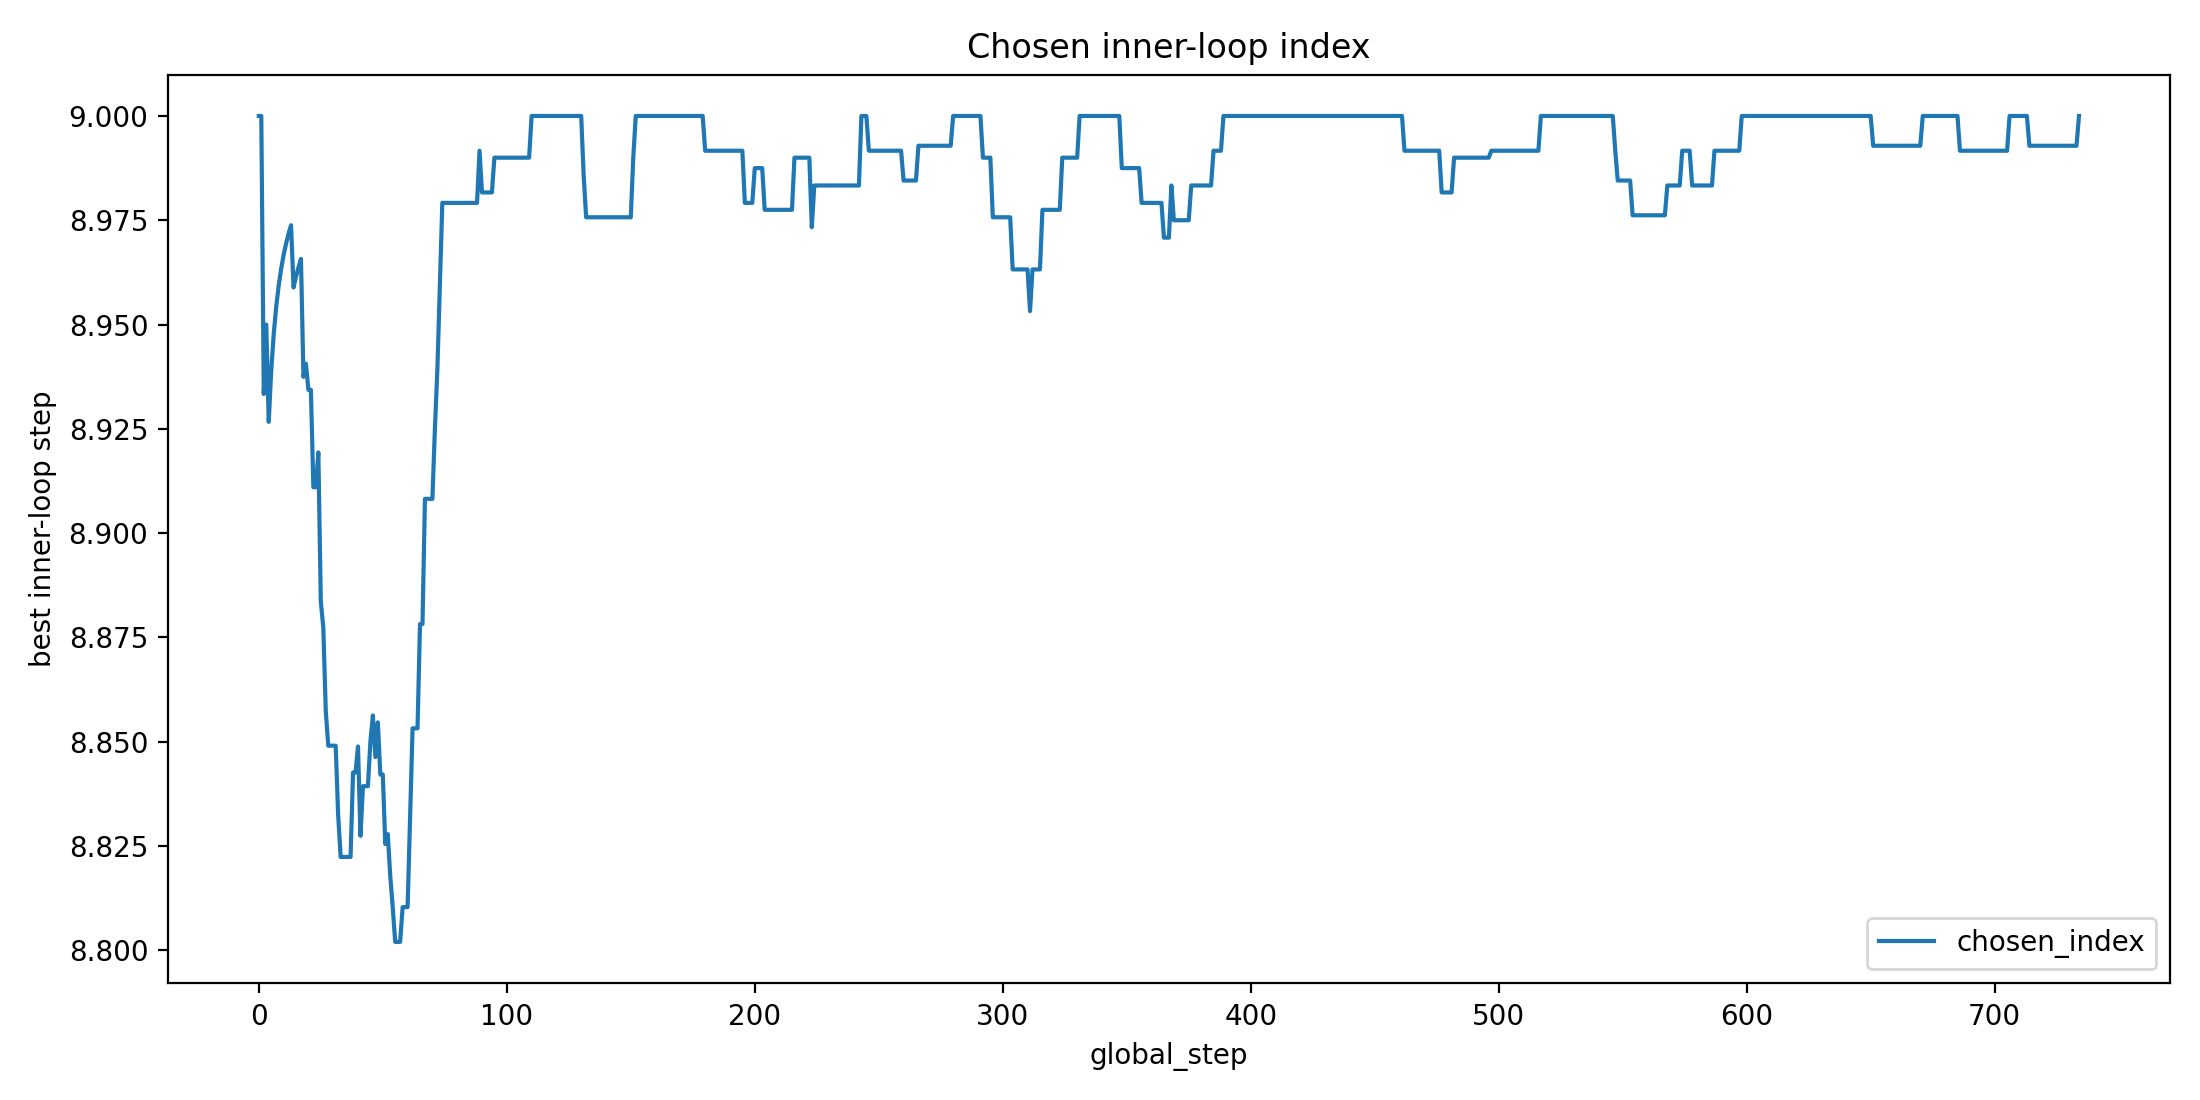 Chosen inner-loop index
best inner-loop step
9.000
8.975
8.950
8.925
8.900
8.875
8.850
8.825
8.800
0 100 200 300 400 500 600 700
global_step
chosen_index